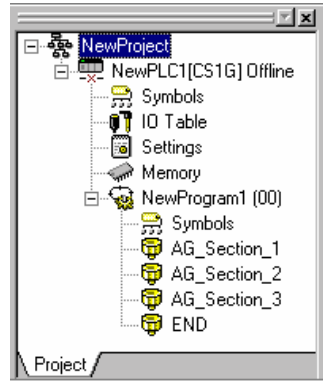 NewProject
NewPLC1[CS1G] Offline
Symbols
IO Table
Settings
Memory
NewProgram1 (00)
Symbols
AG_Section_1
AG_Section_2
AG_Section_3
END
Project